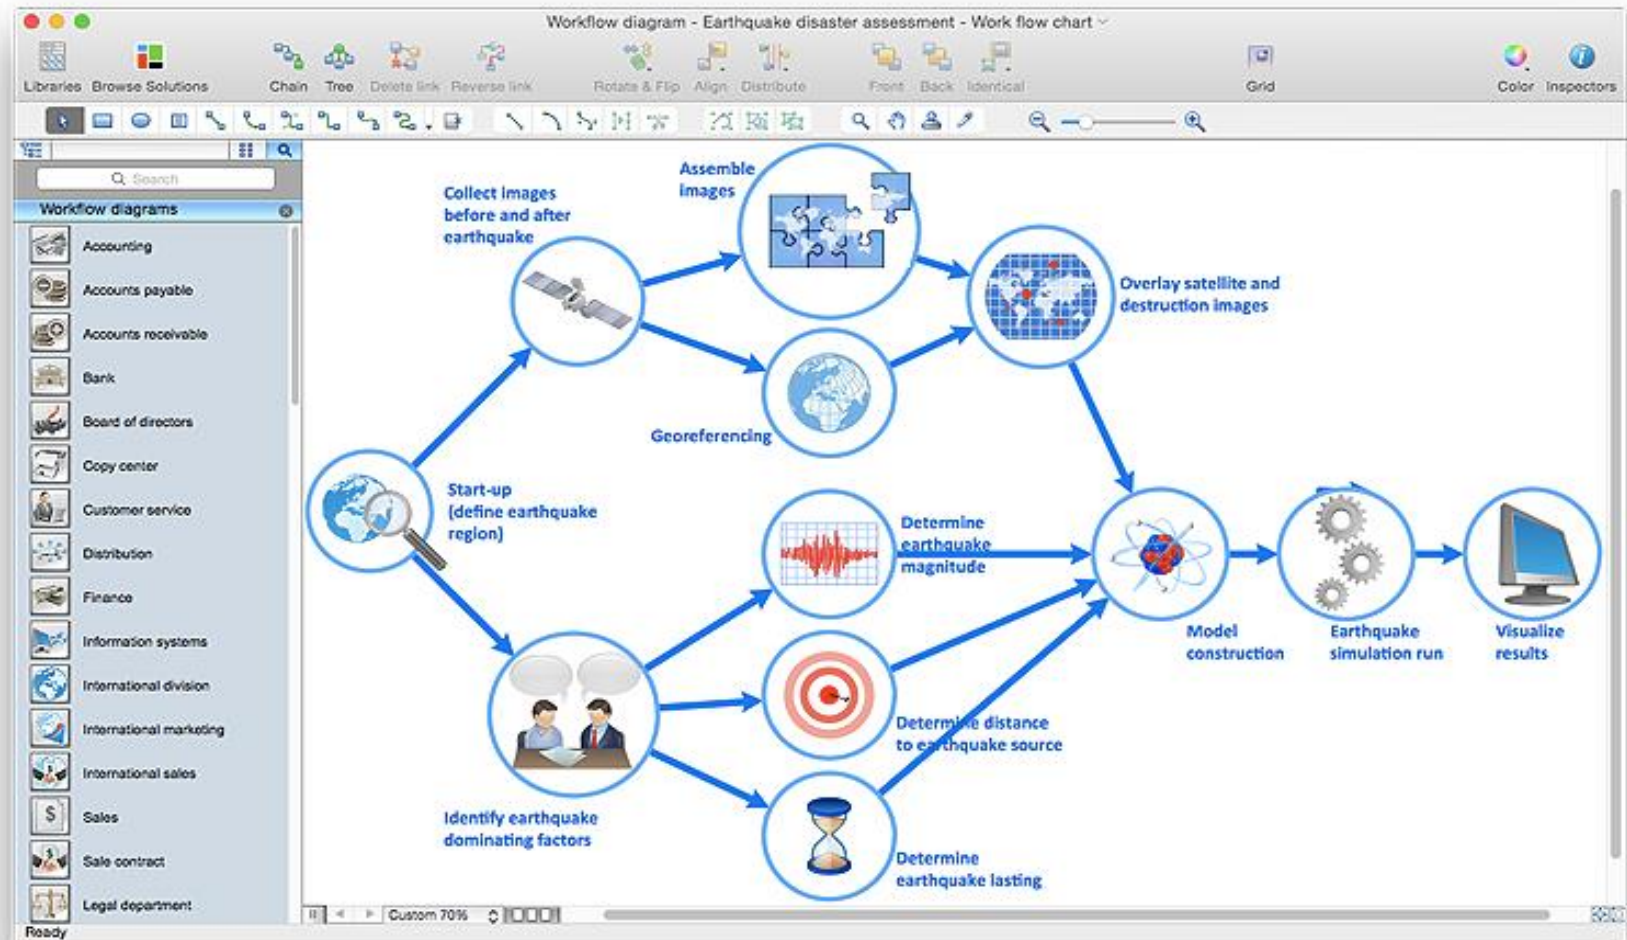 Workflow diagram - Earthquake disaster assessment - Work flow chart
Libraries Browse Solutions Chain Tree Delete link Reverse link Rotate & Flip Align Distribute Front Back Identical Grid Color Inspectors
Search
Workflow diagrams
Accounting
Accounts payable
Accounts receivable
Bank
Board of directors
Copy center
Customer service
Distribution
Finance
Information systems
International division
International marketing
International sales
Sales
Sale contract
Legal department
Collect images
before and after
earthquake
Assemble
images
Overlay satellite and
destruction images
Georeferencing
Start-up
(define earthquake
region)
Determine
earthquake
magnitude
Model
construction
Earthquake
simulation run
Visualize
results
Determine distance
to earthquake source
Identify earthquake
dominating factors
Determine
earthquake lasting
Custom 70%
Ready